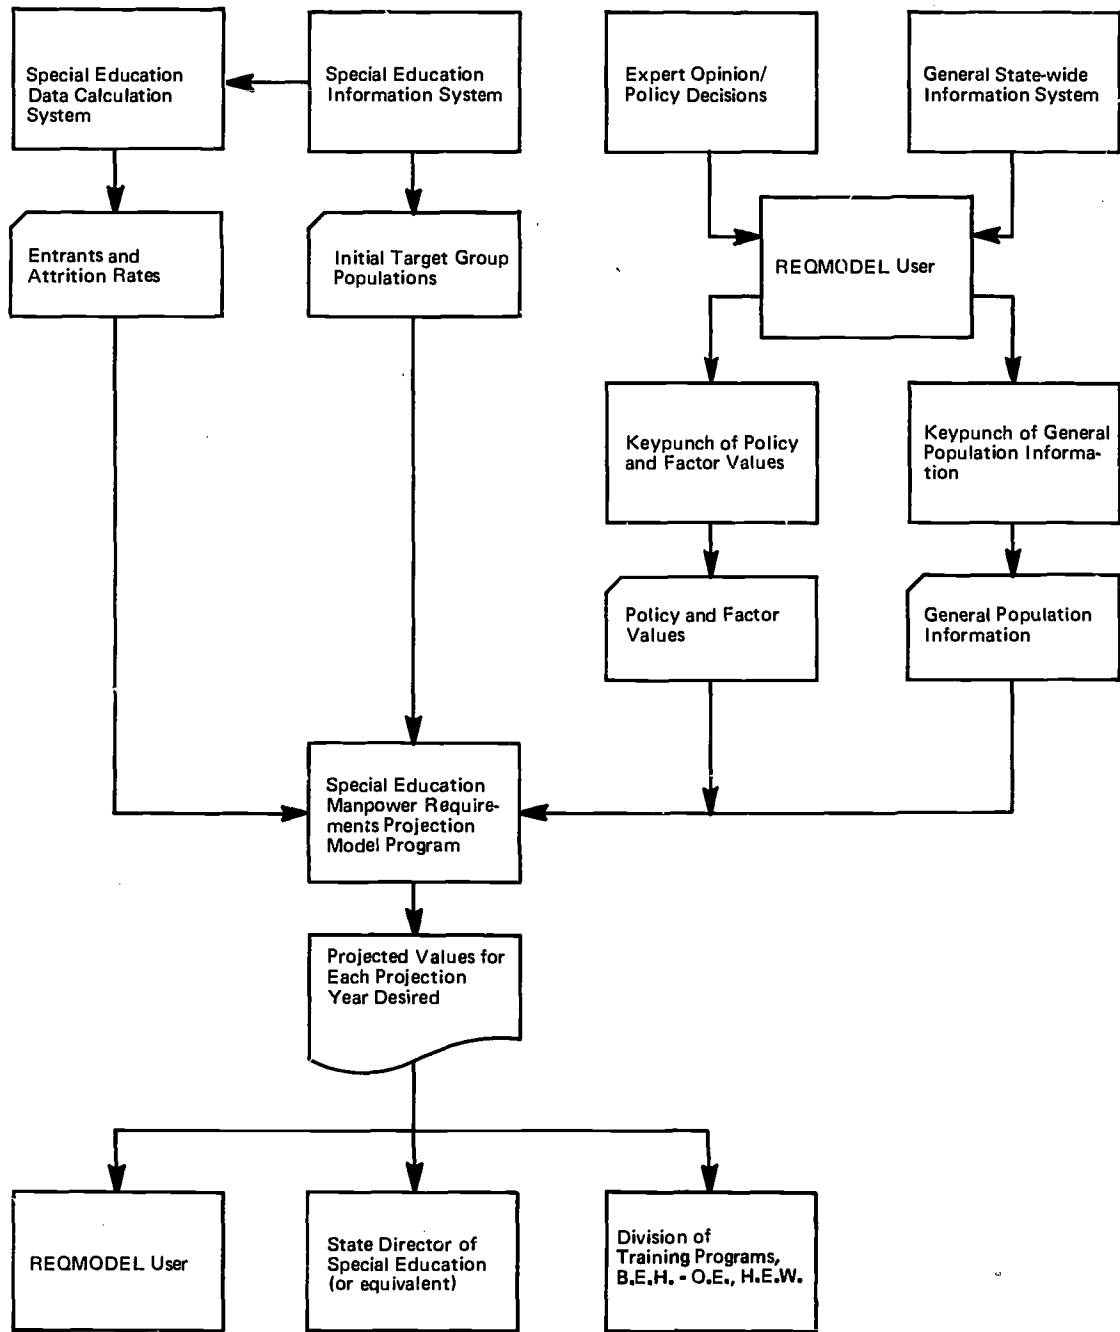 Special Education
Data Calculation
System
Special Education
Information System
Expert Opinion/
Policy Decisions
General State-wide
Information System
Entrants and
Attrition Rates
Initial Target Group
Populations
REQMODEL User
Keypunch of Policy
and Factor Values
Keypunch of General
Population Informa-
tion
Policy and Factor
Values
General Population
Information
Special Education
Manpower Require-
ments Projection
Model Program
Projected Values for
Each Projection
Year Desired
REQMODEL User
State Director of
Special Education
(or equivalent)
Division of
Training Programs,
B.E.H. - O.E., H.E.W.